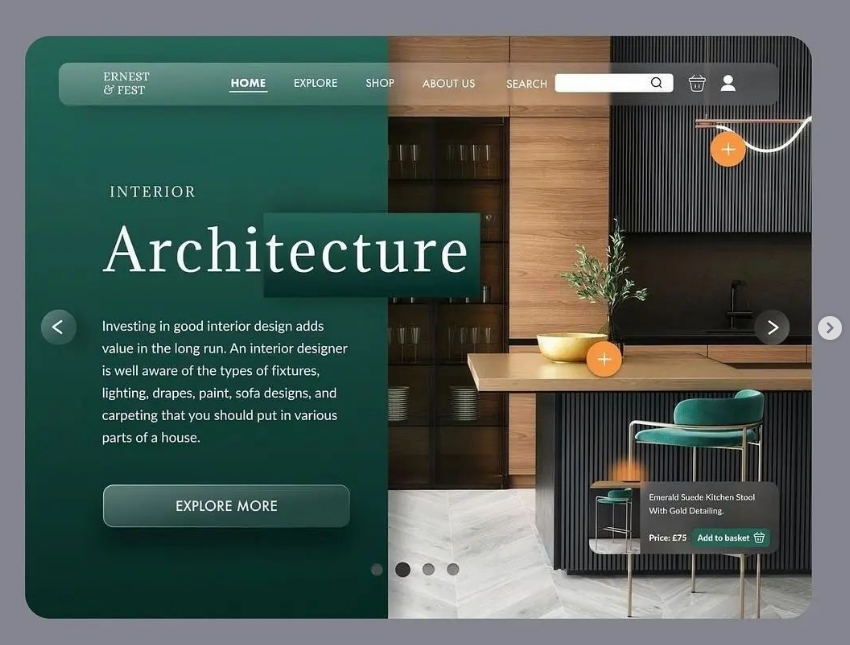 ERNEST
& FEST
HOME EXPLORE SHOP ABOUT US SEARCH
INTERIOR
Architecture
Investing in good interior design adds
value in the long run. An interior designer
is well aware of the types of fixtures,
lighting, drapes, paint, sofa designs, and
carpeting that you should put in various
parts of a house.
EXPLORE MORE
Emerald Suede Kitchen Stool
With Gold Detailing.
Price: £75 Add to basket